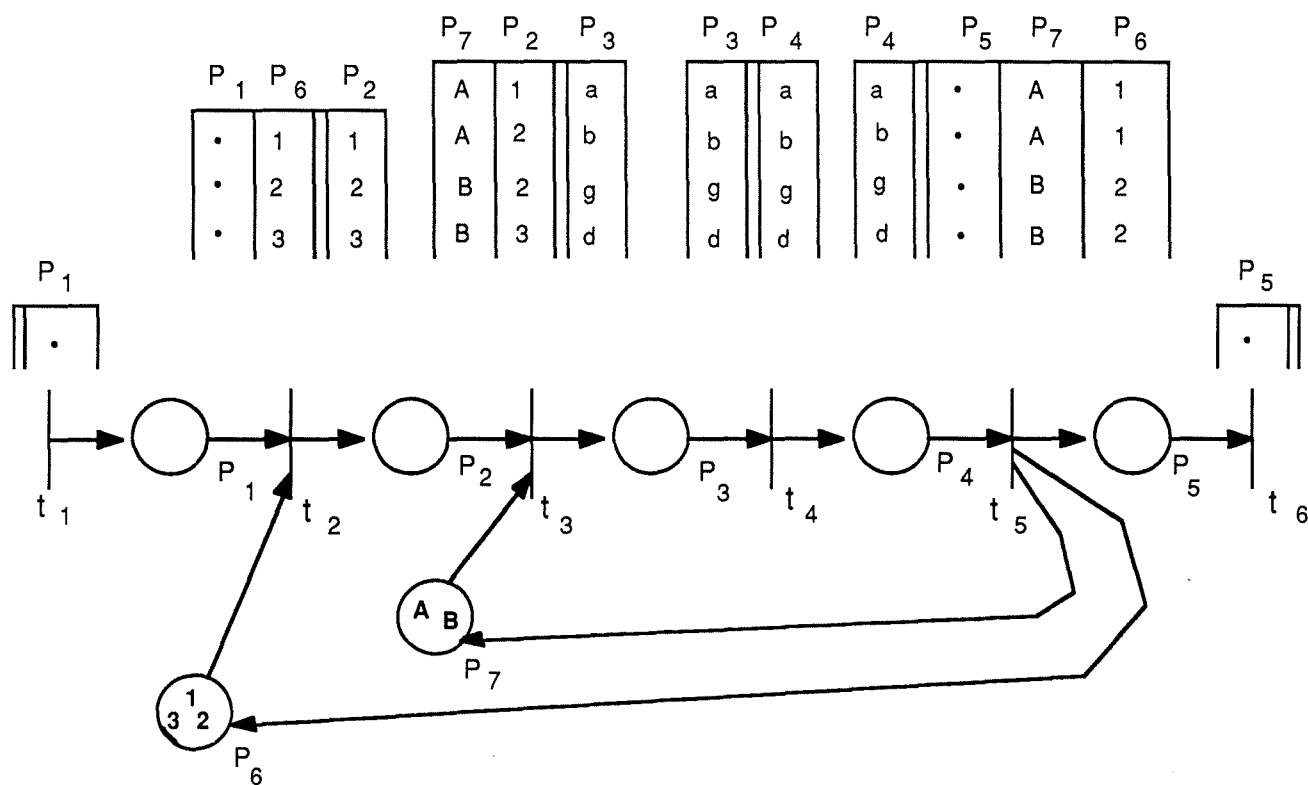 P7 P2 P3 P3 P4 P4 P5 P7 P6
P1 P6 P2
A 1 a a a a • A 1
• 1 1 A 2 b b b b • A 1
• 2 2 B 2 g g g g • B 2
• 3 3 B 3 d d d d • B 2
P1 P5
• •
P1 P2 P3 P4 P5
t1 t2 t3 t4 t5 t6
A B
P7
1
3 2
P6